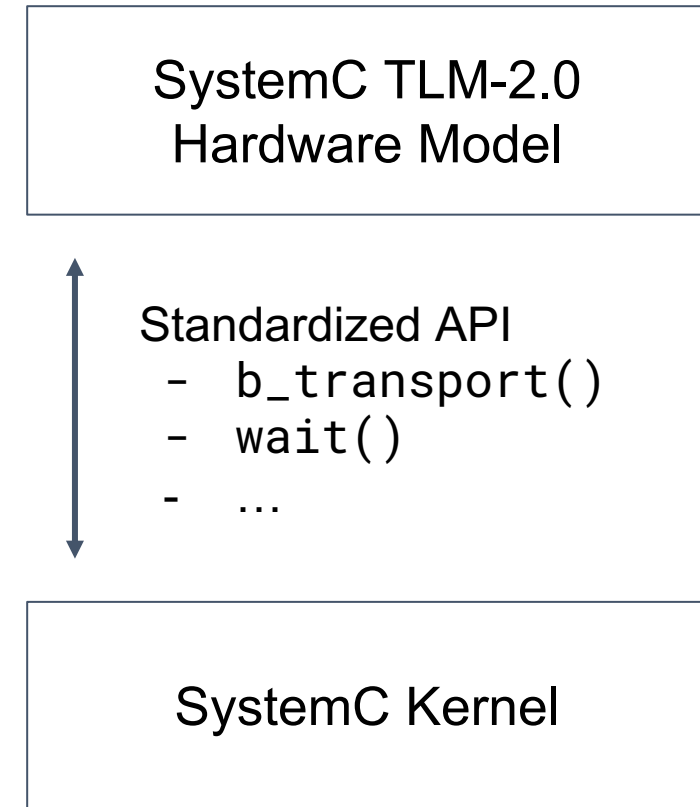 SystemC TLM-2.0
Hardware Model
Standardized API
- b_transport()
- wait()
- …
SystemC Kernel